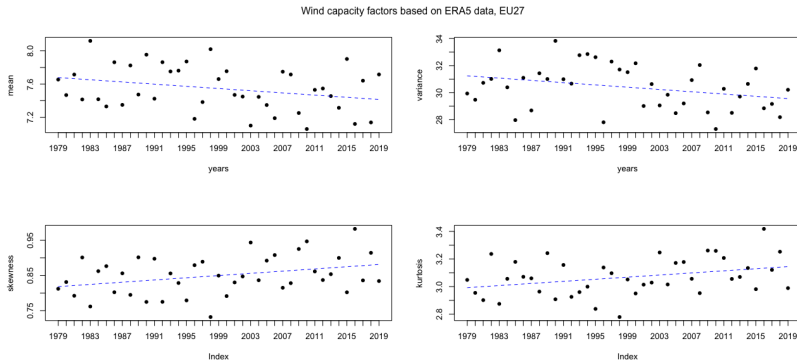 Wind capacity factors based on ERA5 data, EU27
mean
7.2 7.6 8.0
1979 1983 1987 1991 1995 1999 2003 2007 2011 2015 2019
years
variance
28 30 32 34
1979 1983 1987 1991 1995 1999 2003 2007 2011 2015 2019
years
skewness
0.75 0.85 0.95
1979 1983 1987 1991 1995 1999 2003 2007 2011 2015 2019
Index
kurtosis
2.8 3.0 3.2 3.4
1979 1983 1987 1991 1995 1999 2003 2007 2011 2015 2019
Index